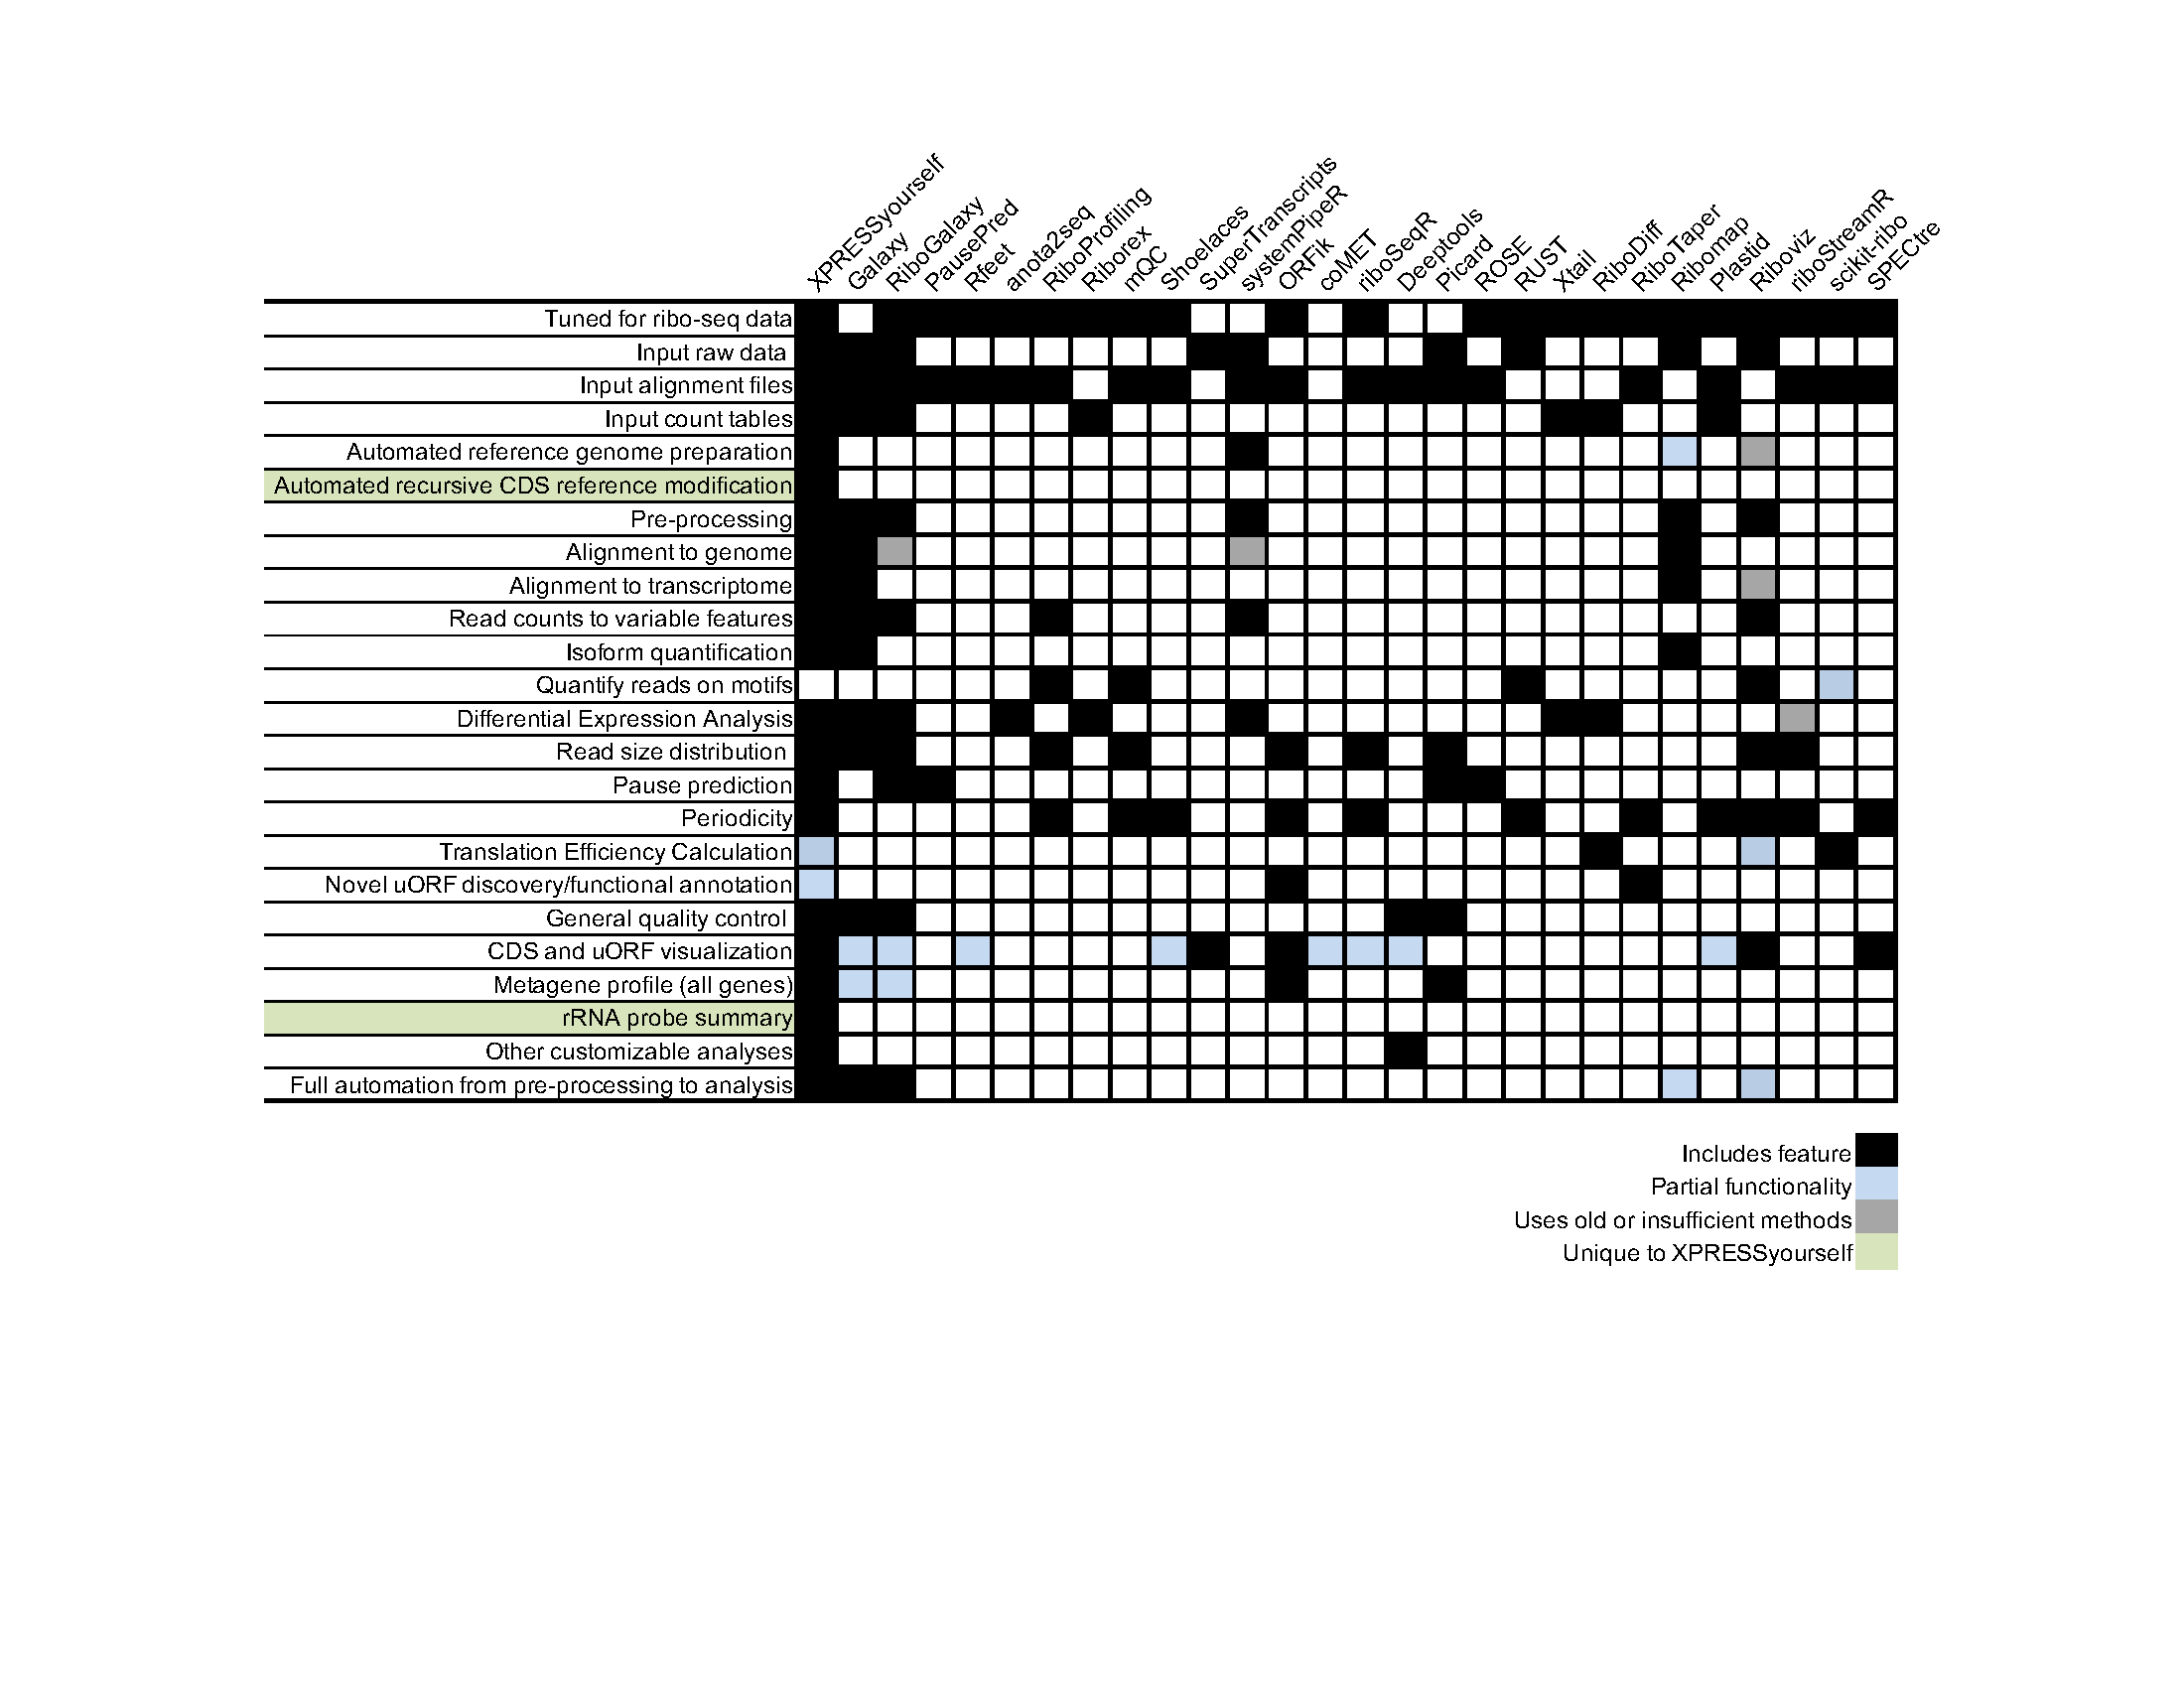 XPRESSyourself
Galaxy
RiboGalaxy
PausePred
Rfeet
anota2seq
RiboProfiling
Riborex
mQC
Shoelaces
SuperTranscripts
systemPipeR
ORFik
coMET
riboSeqR
Deeptools
Picard
ROSE
RUST
Xtail
RiboDiff
RiboTaper
Ribomap
Plastid
Riboviz
riboStreamR
scikit-ribo
SPECtre
Tuned for ribo-seq data
Input raw data
Input alignment files
Input count tables
Automated reference genome preparation
Automated recursive CDS reference modification
Pre-processing
Alignment to genome
Alignment to transcriptome
Read counts to variable features
Isoform quantification
Quantify reads on motifs
Differential Expression Analysis
Read size distribution
Pause prediction
Periodicity
Translation Efficiency Calculation
Novel uORF discovery/functional annotation
General quality control
CDS and uORF visualization
Metagene profile (all genes)
rRNA probe summary
Other customizable analyses
Full automation from pre-processing to analysis
Includes feature
Partial functionality
Uses old or insufficient methods
Unique to XPRESSyourself